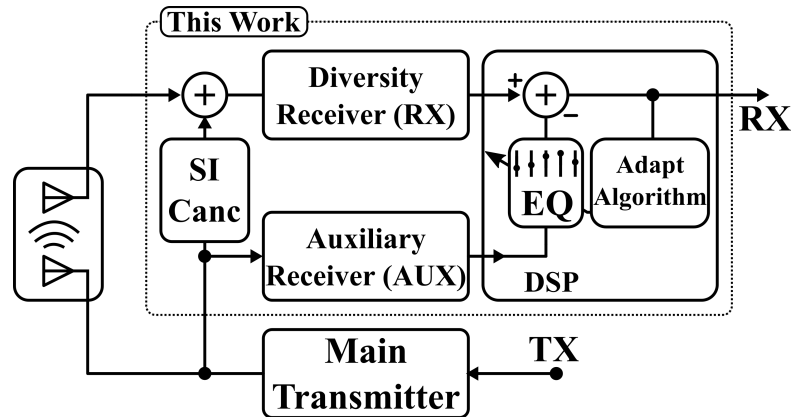 This Work
Diversity
Receiver (RX)
+
+
−
RX
SI
Canc
EQ
Adapt
Algorithm
Auxiliary
Receiver (AUX)
DSP
Main
Transmitter
TX